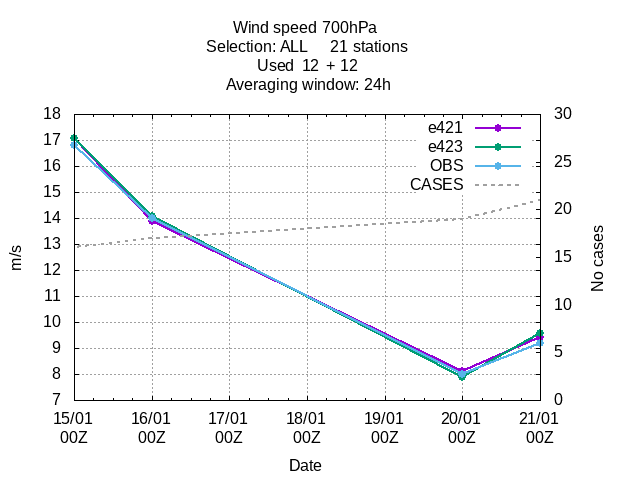 Wind speed 700hPa
Selection: ALL     21 stations
Used  12  + 12
Averaging window: 24h
e421
e423
OBS
CASES
18
17
16
15
14
13
12
11
10
9
8
7
30
25
20
15
10
5
0
m/s
No cases
15/01 16/01 17/01 18/01 19/01 20/01 21/01
00Z 00Z 00Z 00Z 00Z 00Z 00Z
Date